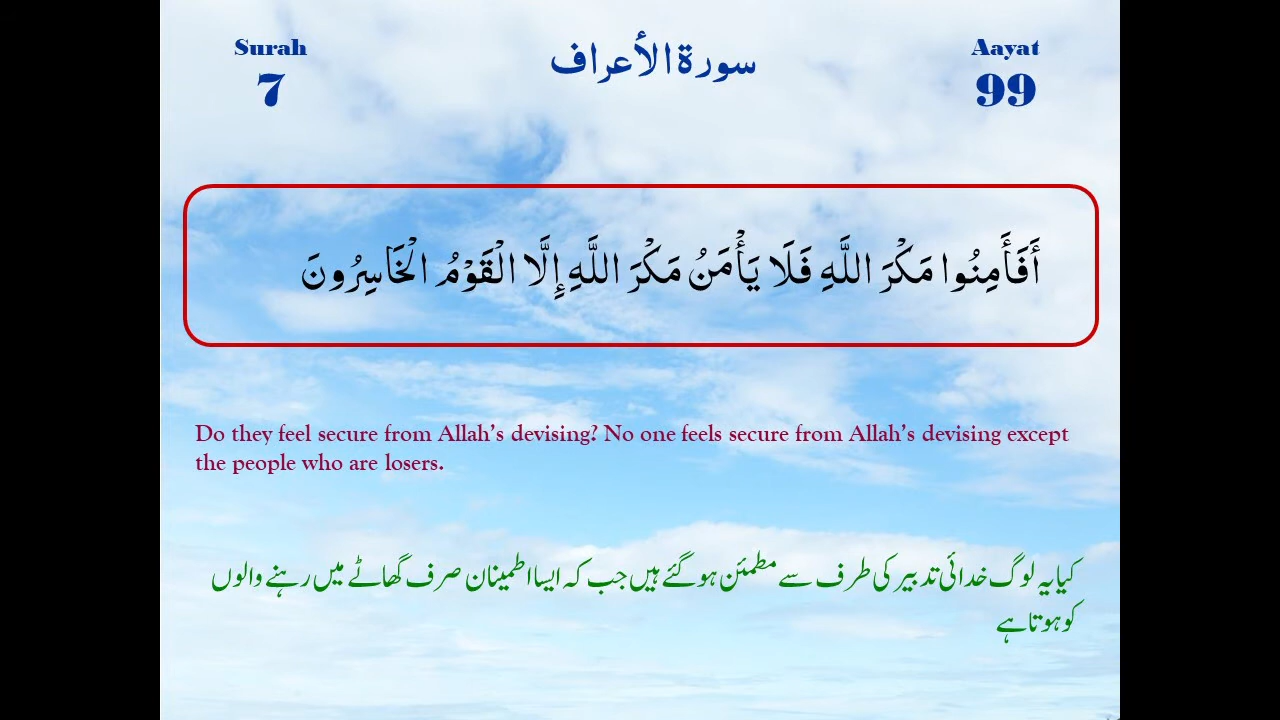 Surah
7
سورة الأعراف
Aayat
99
أَفَأَمِنُوا مَكْرَ اللَّهِ فَلَا يَأْمَنُ مَكْرَ اللَّهِ إِلَّا الْقَوْمُ الْخَاسِرُونَ
Do they feel secure from Allah's devising? No one feels secure from Allah's devising except
the people who are losers.
کیا یہ لوگ خدائی تدبیر کی طرف سے مطمئن ہو گئے ہیں جب کہ ایسا اطمینان صرف گھاٹے میں رہنے والوں
کو ہوتا ہے